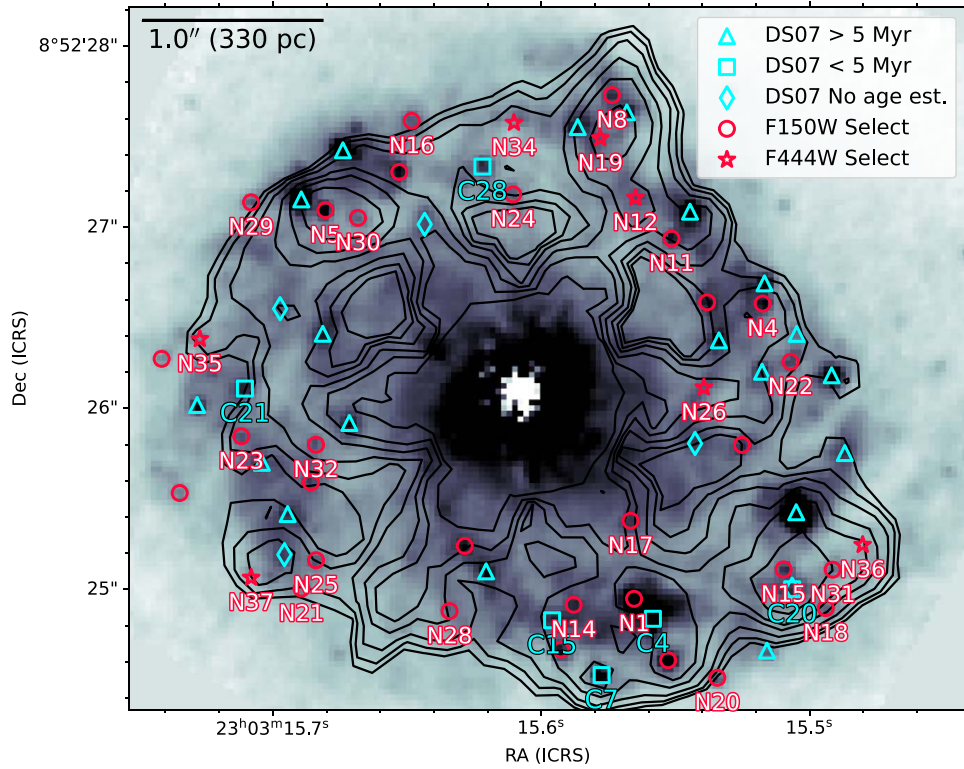 1.0″ (330 pc)
DS07 > 5 Myr
DS07 < 5 Myr
DS07 No age est.
F150W Select
F444W Select
8°52'28"
27"
26"
25"
Dec (ICRS)
N8
N16
N34
N19
C28
N24
N12
N29
N5
N30
N11
N4
N35
N22
C21
N26
N23
N32
N17
N36
N37
N25
N21
N15
N31
C20
N18
N28
N14
N1
C15
C4
C7
N20
23ʰ03ᵐ15.7ˢ
15.6ˢ
15.5ˢ
RA (ICRS)